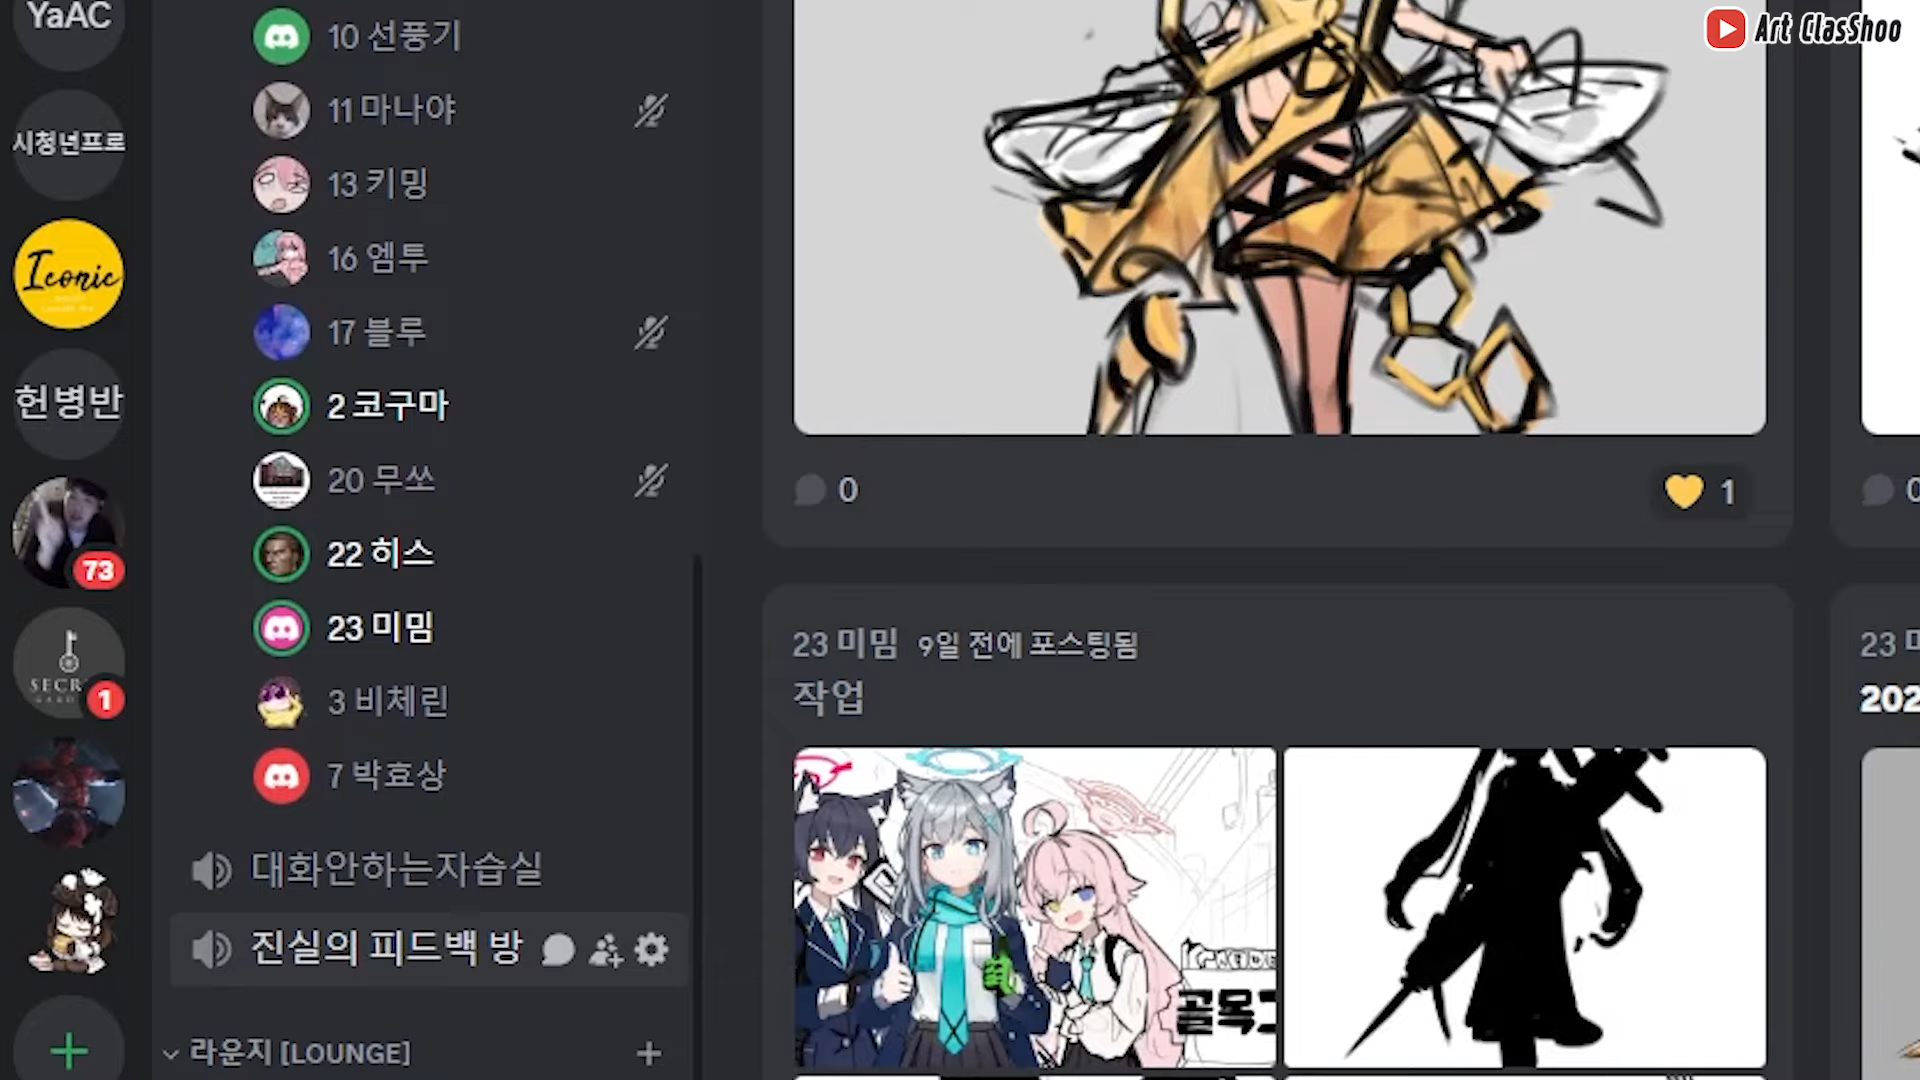 YaAC
시청년프로
Iconic
헌병반
73
SECR
1
10 선풍기
11 마나야
13 키밍
16 엠투
17 블루
2 코구마
20 무쏘
22 히스
23 미밈
3 비체린
7 박효상
대화안하는자습실
진실의 피드백 방
라운지 [LOUNGE]
Art ClasShoo
0
1
0
23 미밈 9일 전에 포스팅됨
작업
골목
23
202